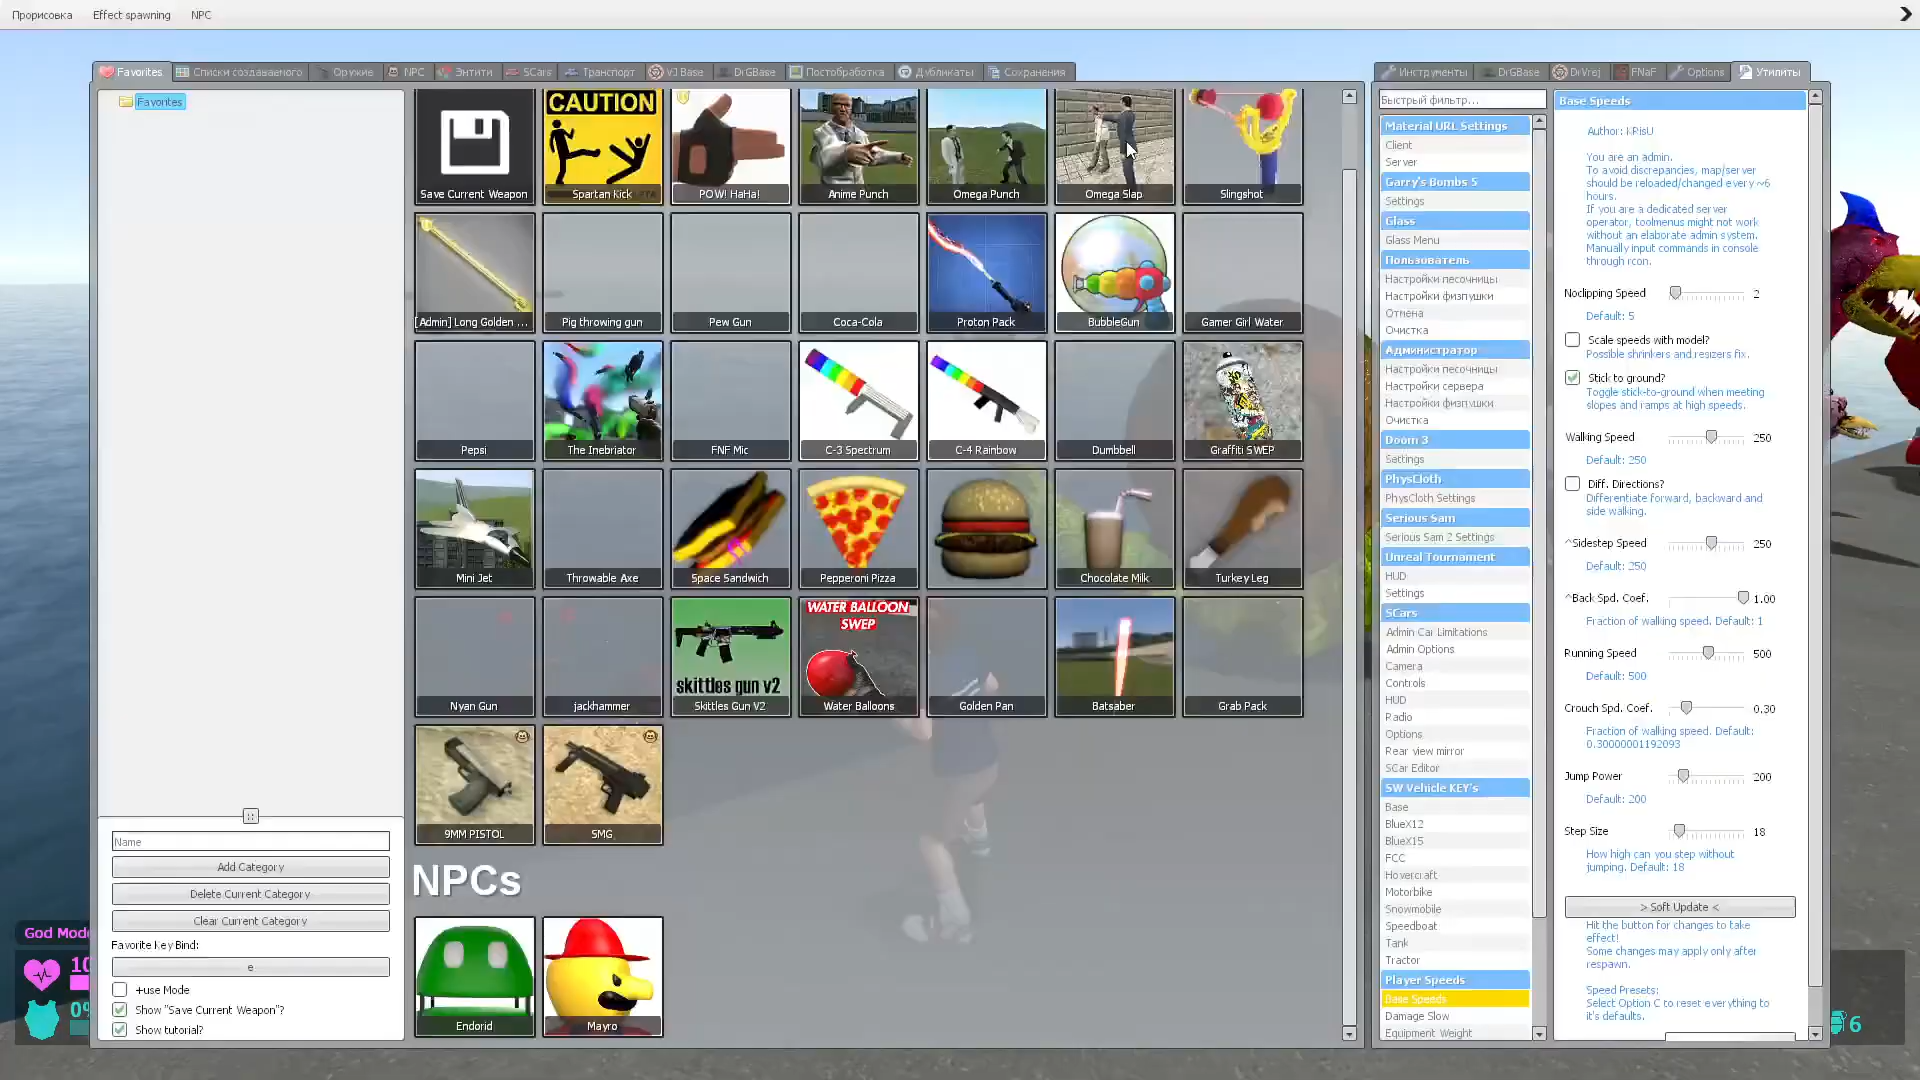 Прорисовка Effect spawning NPC
Favorites Списки создаваемого Оружие NPC Энтити SCars Транспорт VJ Base DrGBase Постобработка Дубликаты Сохранения
Инструменты DrGBase DrVrej FNaF Options Утилиты
Favorites
CAUTION
Save Current Weapon Spartan Kick POW! HaHa! Anime Punch Omega Punch Omega Slap Slingshot
[Admin] Long Golden ... Pig throwing gun Pew Gun Coca-Cola Proton Pack BubbleGun Gamer Girl Water
Pepsi The Inebriator FNF Mic C-3 Spectrum C-4 Rainbow Dumbbell Graffiti SWEP
Mini Jet Throwable Axe Space Sandwich Pepperoni Pizza Chocolate Milk Turkey Leg
skittles gun v2
WATER BALLOON
SWEP
Nyan Gun jackhammer Skittles Gun V2 Water Balloons Golden Pan Batsaber Grab Pack
9MM PISTOL SMG
NPCs
Endorid Mayro
Name
Add Category
Delete Current Category
Clear Current Category
Favorite Key Bind:
e
+use Mode
Show "Save Current Weapon"?
Show tutorial?
God Mode
10
0%
Быстрый фильтр...
Material URL Settings
Client
Server
Garry's Bombs 5
Settings
Glass
Glass Menu
Пользователь
Настройки песочницы
Настройки физпушки
Отмена
Очистка
Администратор
Настройки песочницы
Настройки сервера
Настройки физпушки
Очистка
Doom 3
Settings
PhysCloth
PhysCloth Settings
Serious Sam
Serious Sam 2 Settings
Unreal Tournament
HUD
Settings
SCars
Admin Car Limitations
Admin Options
Camera
Controls
HUD
Radio
Options
Rear view mirror
SCar Editor
SW Vehicle KEY's
Base
BlueX12
BlueX15
FCC
Hovercraft
Motorbike
Snowmobile
Speedboat
Tank
Tractor
Player Speeds
Base Speeds
Damage Slow
Equipment Weight
Base Speeds
Author: KRisU
You are an admin.
To avoid discrepancies, map/server
should be reloaded/changed every ~6
hours.
If you are a dedicated server
operator, toolmenus might not work
without an elaborate admin system.
Manually input commands in console
through rcon.
Noclipping Speed 2
Default: 5
Scale speeds with model?
Possible shrinkers and resizers fix.
Stick to ground?
Toggle stick-to-ground when meeting
slopes and ramps at high speeds.
Walking Speed 250
Default: 250
Diff. Directions?
Differentiate forward, backward and
side walking.
^Sidestep Speed 250
Default: 250
^Back Spd. Coef. 1.00
Fraction of walking speed. Default: 1
Running Speed 500
Default: 500
Crouch Spd. Coef. 0.30
Fraction of walking speed. Default:
0.30000001192093
Jump Power 200
Default: 200
Step Size 18
How high can you step without
jumping. Default: 18
> Soft Update <
Hit the button for changes to take
effect!
Some changes may apply only after
respawn.
Speed Presets:
Select Option C to reset everything to
it's defaults.
6